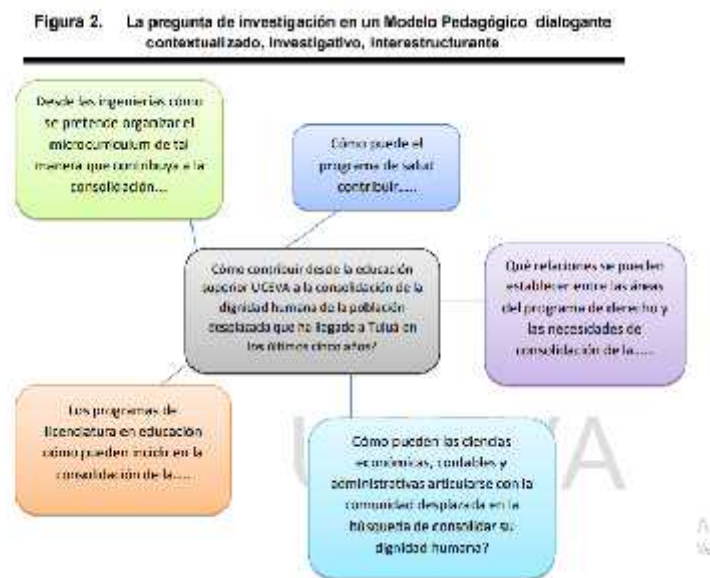 Figura 2. La pregunta de investigación en un Modelo Pedagógico dialogante
contextualizado, investigativo, interestructurante
Desde las ingenierías cómo
se pretende organizar el
microcurriculum de tal
manera que contribuya a la
consolidación....
Cómo puede el
programa de salud
contribuir.....
Cómo contribuir desde la educación
superior UCEVA a la consolidación de la
dignidad humana de la población
desplazada que ha llegado a Tuluá en
los últimos cinco años?
Qué relaciones se pueden
establecer entre las áreas
del programa de derecho y
las necesidades de
consolidación de la......
Los programas de
licenciatura en educación
cómo pueden incidir en la
consolidación de la.....
Cómo pueden las ciencias
económicas, contables y
administrativas articularse con la
comunidad desplazada en la
búsqueda de consolidar su
dignidad humana?